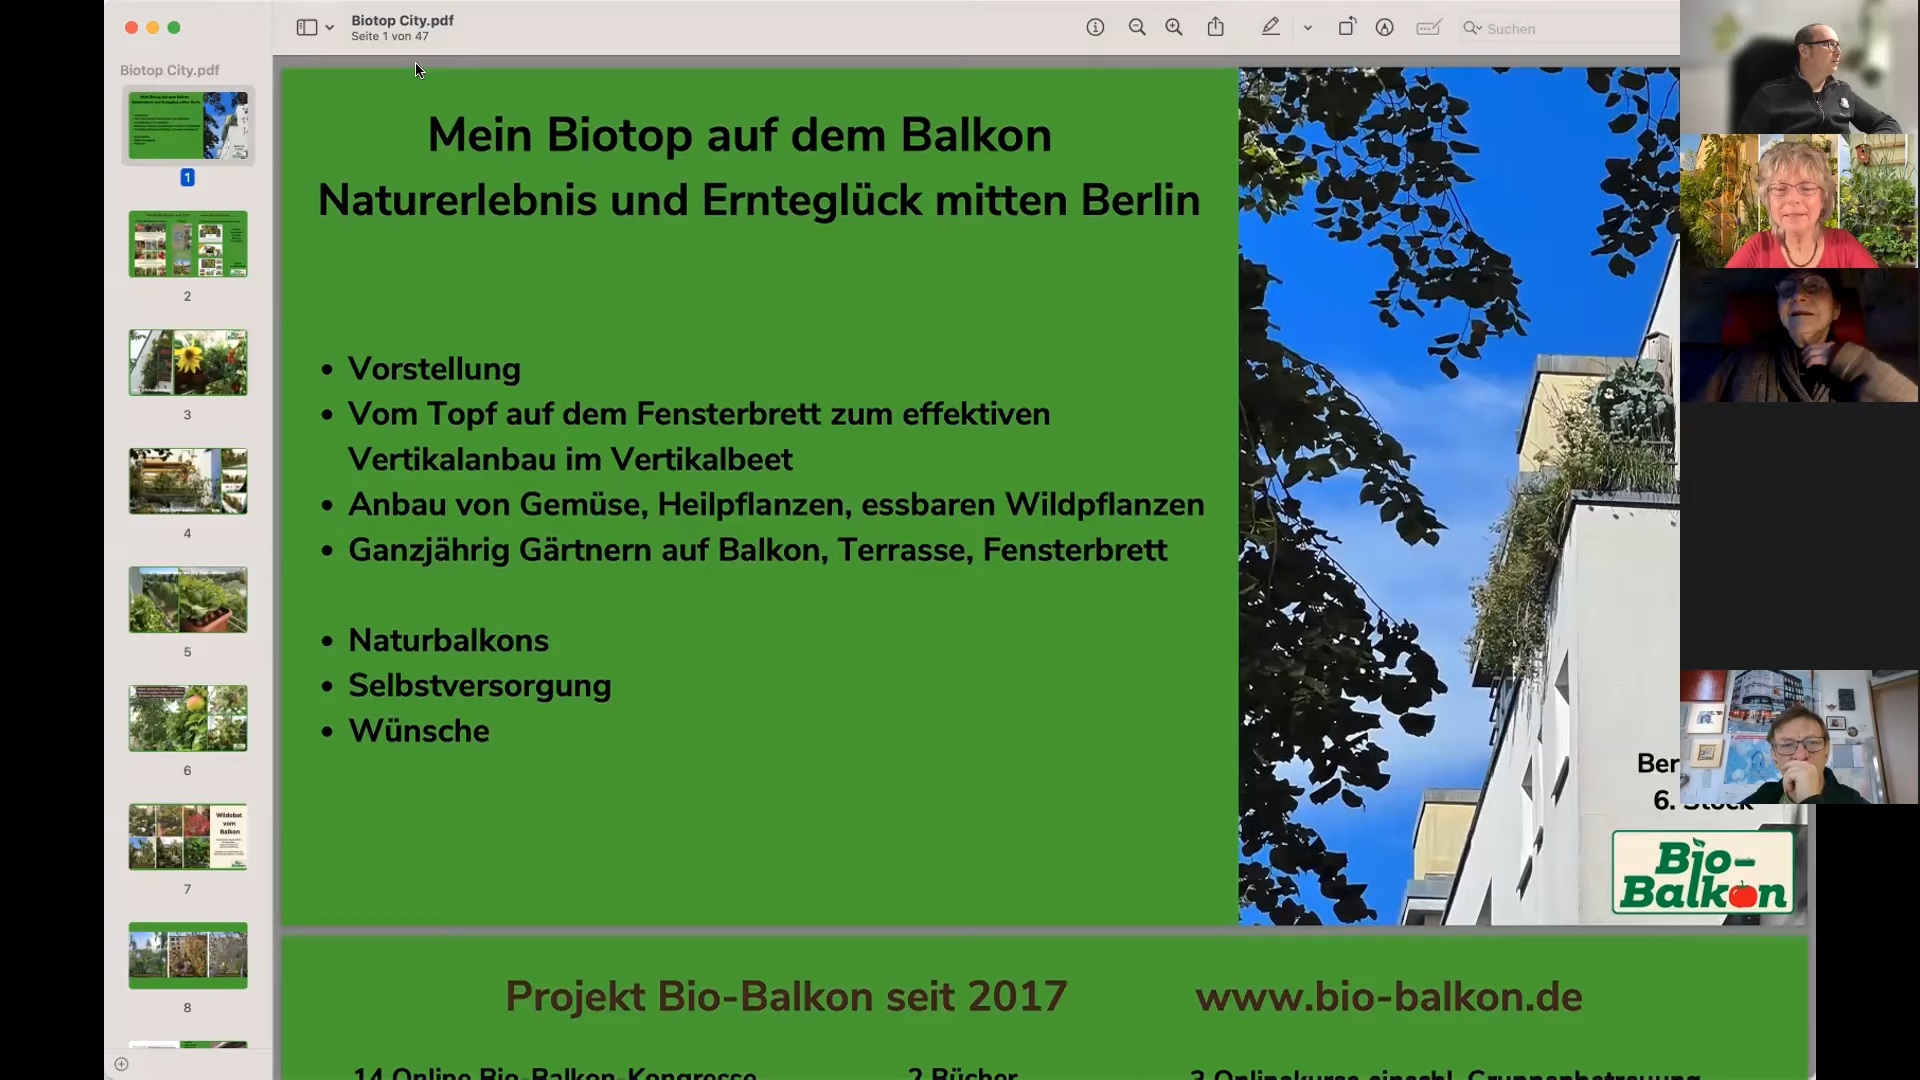 Biotop City.pdf
Seite 1 von 47
Suchen
Biotop City.pdf
1
2
3
4
5
6
7
8
Wildobst
vom
Balkon
Mein Biotop auf dem Balkon
Naturerlebnis und Ernteglück mitten Berlin
• Vorstellung
• Vom Topf auf dem Fensterbrett zum effektiven
Vertikalanbau im Vertikalbeet
• Anbau von Gemüse, Heilpflanzen, essbaren Wildpflanzen
• Ganzjährig Gärtnern auf Balkon, Terrasse, Fensterbrett
• Naturbalkons
• Selbstversorgung
• Wünsche
6. Stock
Bio-
Balkon
Projekt Bio-Balkon seit 2017 www.bio-balkon.de
14 Online Bio-Balkon-Kongresse 2 Bücher 3 Onlinekurse einschl. Gruppenbetreuung